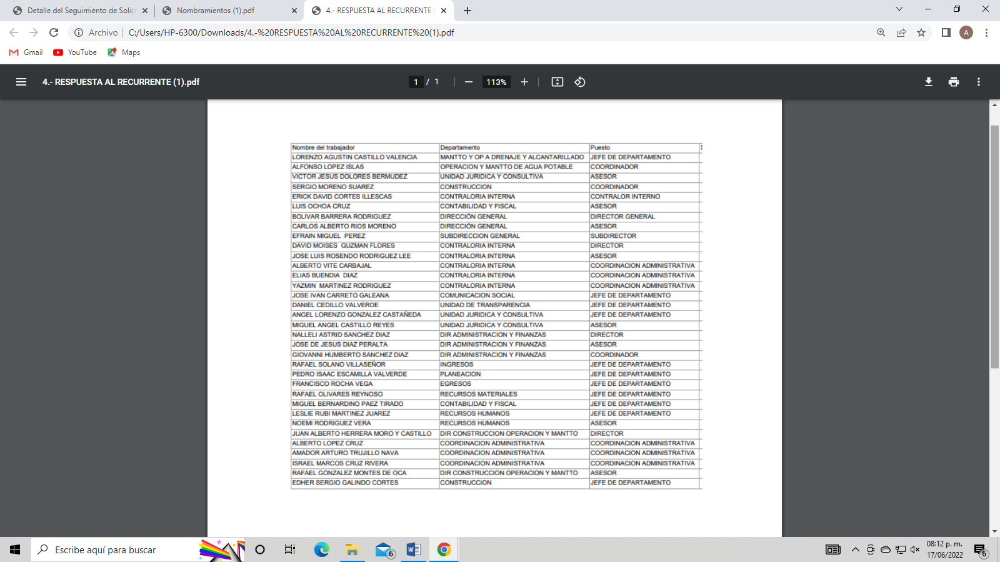 Detalle del Seguimiento de Solici
Nombramientos (1).pdf
4.- RESPUESTA AL RECURRENTE
Archivo
C:/Users/HP-6300/Downloads/4.-%20RESPUESTA%20AL%20RECURRENTE%20(1).pdf
A
Gmail YouTube Maps
4.- RESPUESTA AL RECURRENTE (1).pdf
1 / 1
113%
Nombre del trabajador Departamento Puesto
LORENZO AGUSTIN CASTILLO VALENCIA MANTTO Y OP A DRENAJE Y ALCANTARILLADO JEFE DE DEPARTAMENTO
ALFONSO LOPEZ ISLAS OPERACION Y MANTTO DE AGUA POTABLE COORDINADOR
VICTOR JESUS DOLORES BERMUDEZ UNIDAD JURIDICA Y CONSULTIVA ASESOR
SERGIO MORENO SUAREZ CONSTRUCCION COORDINADOR
ERICK DAVID CORTES ILLESCAS CONTRALORIA INTERNA CONTRALOR INTERNO
LUIS OCHOA CRUZ CONTABILIDAD Y FISCAL ASESOR
BOLIVAR BARRERA RODRIGUEZ DIRECCIÓN GENERAL DIRECTOR GENERAL
CARLOS ALBERTO RIOS MORENO DIRECCIÓN GENERAL ASESOR
EFRAIN MIGUEL PEREZ SUBDIRECCION GENERAL SUBDIRECTOR
DAVID MOISES GUZMAN FLORES CONTRALORIA INTERNA DIRECTOR
JOSE LUIS ROSENDO RODRIGUEZ LEE CONTRALORIA INTERNA ASESOR
ALBERTO VITE CARBAJAL CONTRALORIA INTERNA COORDINACION ADMINISTRATIVA
ELIAS BUENDIA DIAZ CONTRALORIA INTERNA COORDINACION ADMINISTRATIVA
YAZMIN MARTINEZ RODRIGUEZ CONTRALORIA INTERNA COORDINACION ADMINISTRATIVA
JOSE IVAN CARRETO GALEANA COMUNICACION SOCIAL JEFE DE DEPARTAMENTO
DANIEL CEDILLO VALVERDE UNIDAD DE TRANSPARENCIA JEFE DE DEPARTAMENTO
ANGEL LORENZO GONZALEZ CASTAÑEDA UNIDAD JURIDICA Y CONSULTIVA JEFE DE DEPARTAMENTO
MIGUEL ANGEL CASTILLO REYES UNIDAD JURIDICA Y CONSULTIVA ASESOR
NALLELI ASTRID SANCHEZ DIAZ DIR ADMINISTRACION Y FINANZAS DIRECTOR
JOSE DE JESUS DIAZ PERALTA DIR ADMINISTRACION Y FINANZAS ASESOR
GIOVANNI HUMBERTO SANCHEZ DIAZ DIR ADMINISTRACION Y FINANZAS COORDINADOR
RAFAEL SOLANO VILLASEÑOR INGRESOS JEFE DE DEPARTAMENTO
PEDRO ISAAC ESCAMILLA VALVERDE PLANEACION JEFE DE DEPARTAMENTO
FRANCISCO ROCHA VEGA EGRESOS JEFE DE DEPARTAMENTO
RAFAEL OLIVARES REYNOSO RECURSOS MATERIALES JEFE DE DEPARTAMENTO
MIGUEL BERNARDINO PAEZ TIRADO CONTABILIDAD Y FISCAL JEFE DE DEPARTAMENTO
LESLIE RUBI MARTINEZ JUAREZ RECURSOS HUMANOS JEFE DE DEPARTAMENTO
NOEMI RODRIGUEZ VERA RECURSOS HUMANOS ASESOR
JUAN ALBERTO HERRERA MORO Y CASTILLO DIR CONSTRUCCION OPERACION Y MANTTO DIRECTOR
ALBERTO LOPEZ CRUZ COORDINACION ADMINISTRATIVA COORDINACION ADMINISTRATIVA
AMADOR ARTURO TRUJILLO NAVA COORDINACION ADMINISTRATIVA COORDINACION ADMINISTRATIVA
ISRAEL MARCOS CRUZ RIVERA COORDINACION ADMINISTRATIVA COORDINACION ADMINISTRATIVA
RAFAEL GONZALEZ MONTES DE OCA DIR CONSTRUCCION OPERACION Y MANTTO ASESOR
EDHER SERGIO GALINDO CORTES CONSTRUCCION JEFE DE DEPARTAMENTO
Escribe aquí para buscar
6
08:12 p. m.
17/06/2022
6